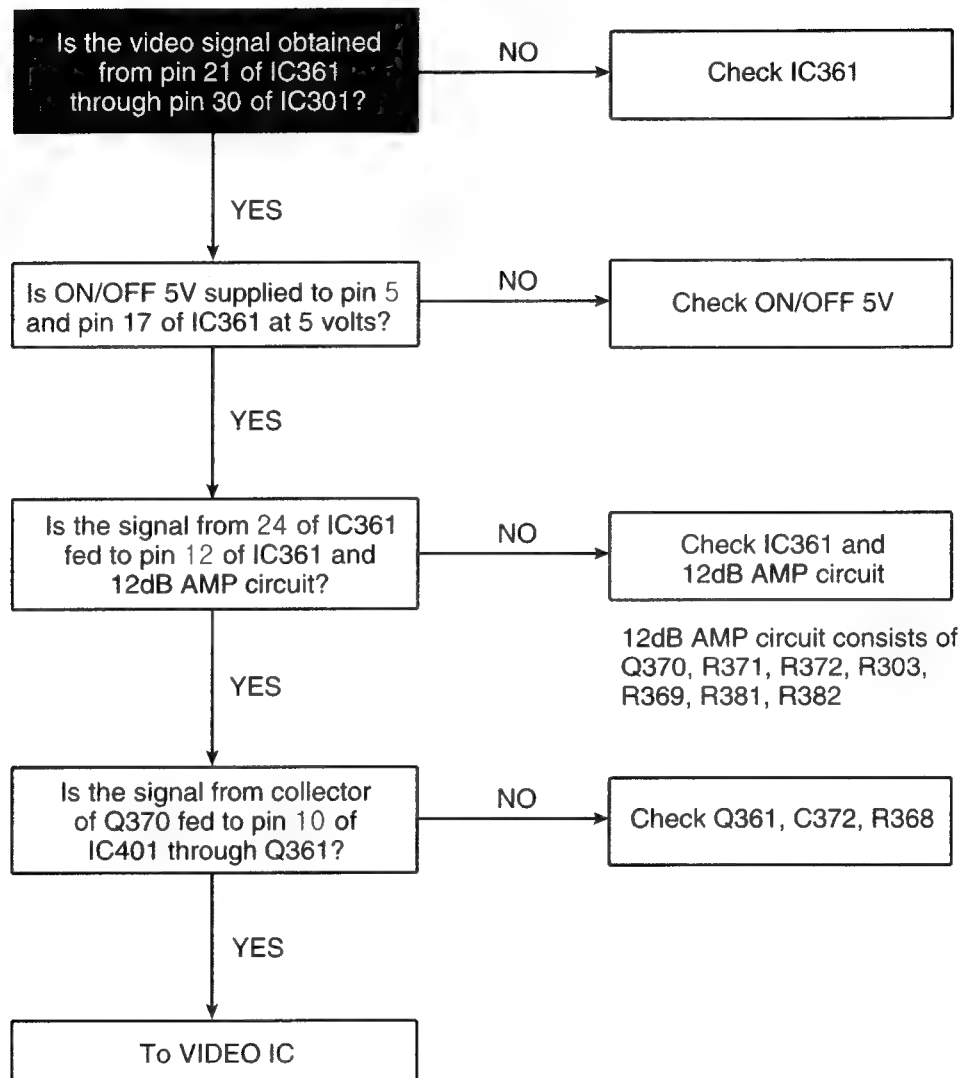 Is the video signal obtained
from pin 21 of IC361
through pin 30 of IC301?
NO
Check IC361
YES
Is ON/OFF 5V supplied to pin 5
and pin 17 of IC361 at 5 volts?
NO
Check ON/OFF 5V
YES
Is the signal from 24 of IC361
fed to pin 12 of IC361 and
12dB AMP circuit?
NO
Check IC361 and
12dB AMP circuit
12dB AMP circuit consists of
Q370, R371, R372, R303,
R369, R381, R382
YES
Is the signal from collector
of Q370 fed to pin 10 of
IC401 through Q361?
NO
Check Q361, C372, R368
YES
To VIDEO IC